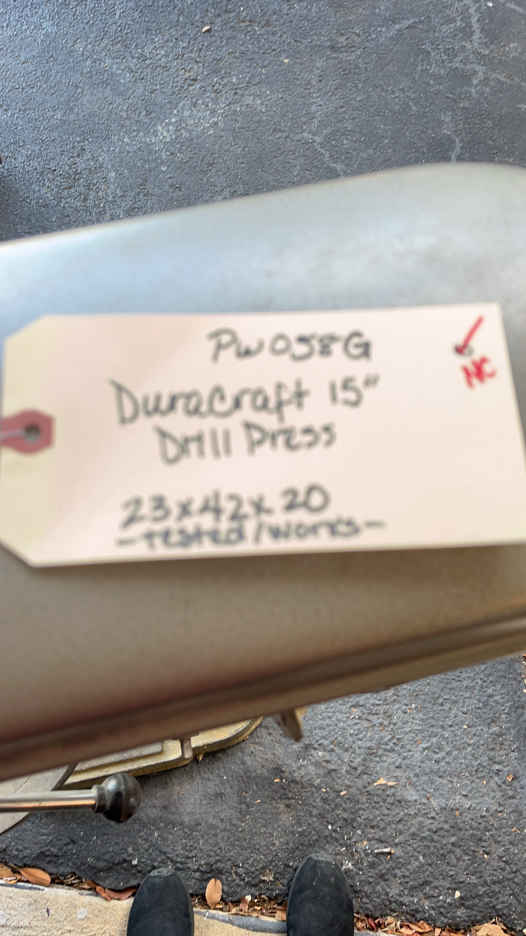 PW058G
NC
Duracraft 15"
Drill Press
23x42x20
-tested/works-